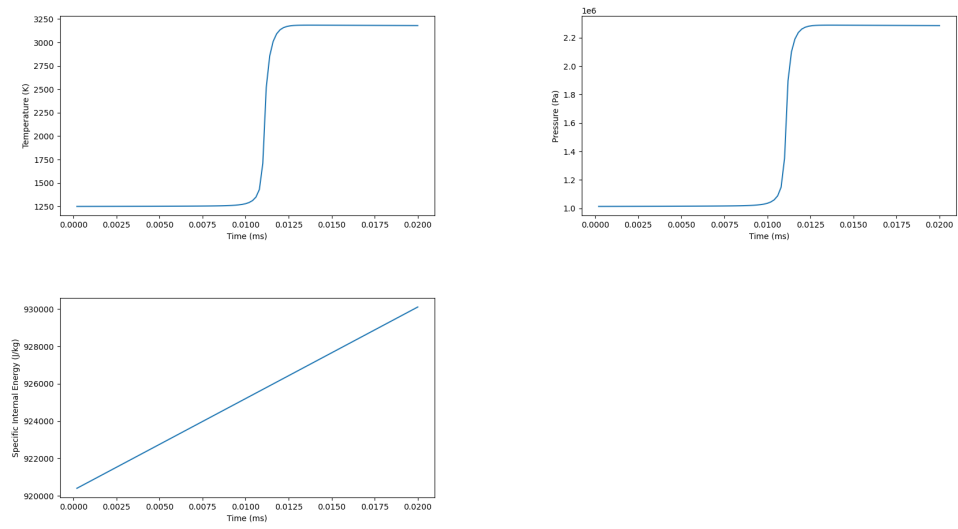 3250
3000
2750
2500
2250
2000
1750
1500
1250
Temperature (K)
0.0000 0.0025 0.0050 0.0075 0.0100 0.0125 0.0150 0.0175 0.0200
Time (ms)
1e6
2.2
2.0
1.8
1.6
1.4
1.2
1.0
Pressure (Pa)
0.0000 0.0025 0.0050 0.0075 0.0100 0.0125 0.0150 0.0175 0.0200
Time (ms)
930000
928000
926000
924000
922000
920000
Specific Internal Energy (J/kg)
0.0000 0.0025 0.0050 0.0075 0.0100 0.0125 0.0150 0.0175 0.0200
Time (ms)